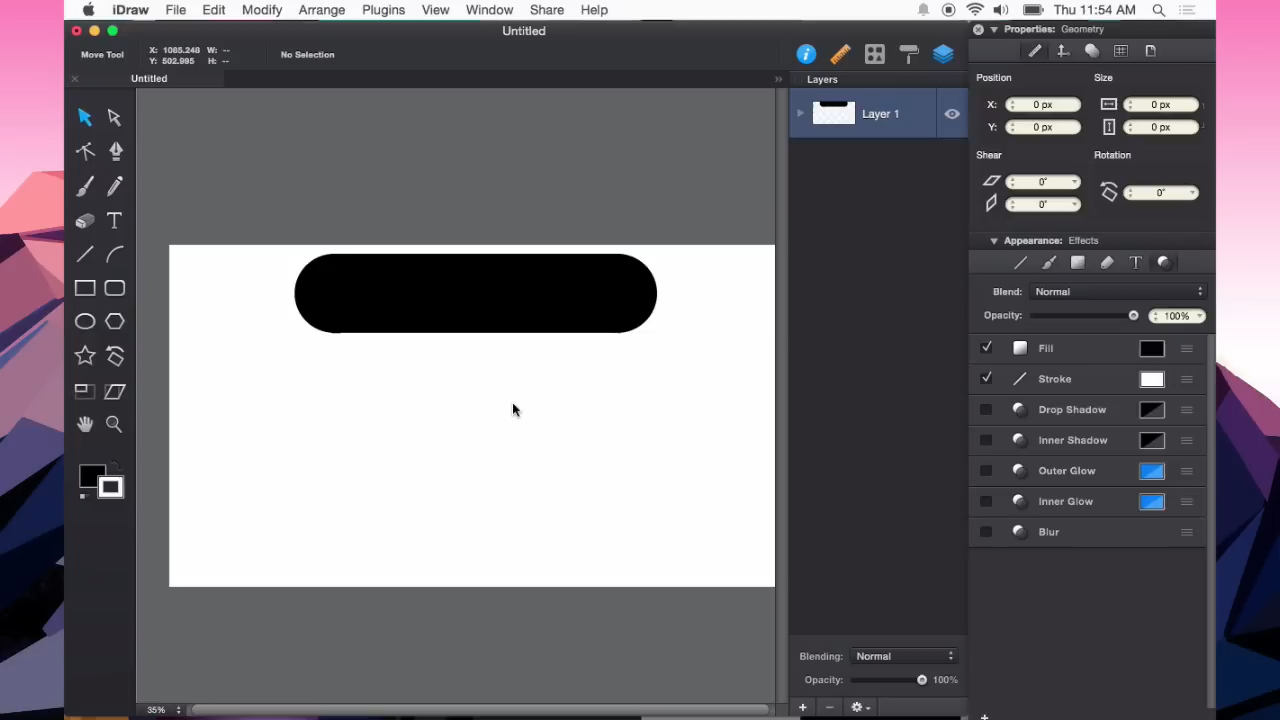 iDraw File Edit Modify Arrange Plugins View Window Share Help Thu 11:54 AM
Untitled
Properties: Geometry
Move Tool X: 1085.248 W: -- No Selection
Y: 502.995 H: --
Untitled
Layers
Position Size
X: 0 px 0 px
Layer 1
Y: 0 px 0 px
Shear Rotation
0°
0°
0°
Appearance: Effects
T
T
Blend: Normal
Opacity: 100%
Fill
Stroke
Drop Shadow
Inner Shadow
Outer Glow
Inner Glow
Blur
Blending: Normal
Opacity: 100%
35%